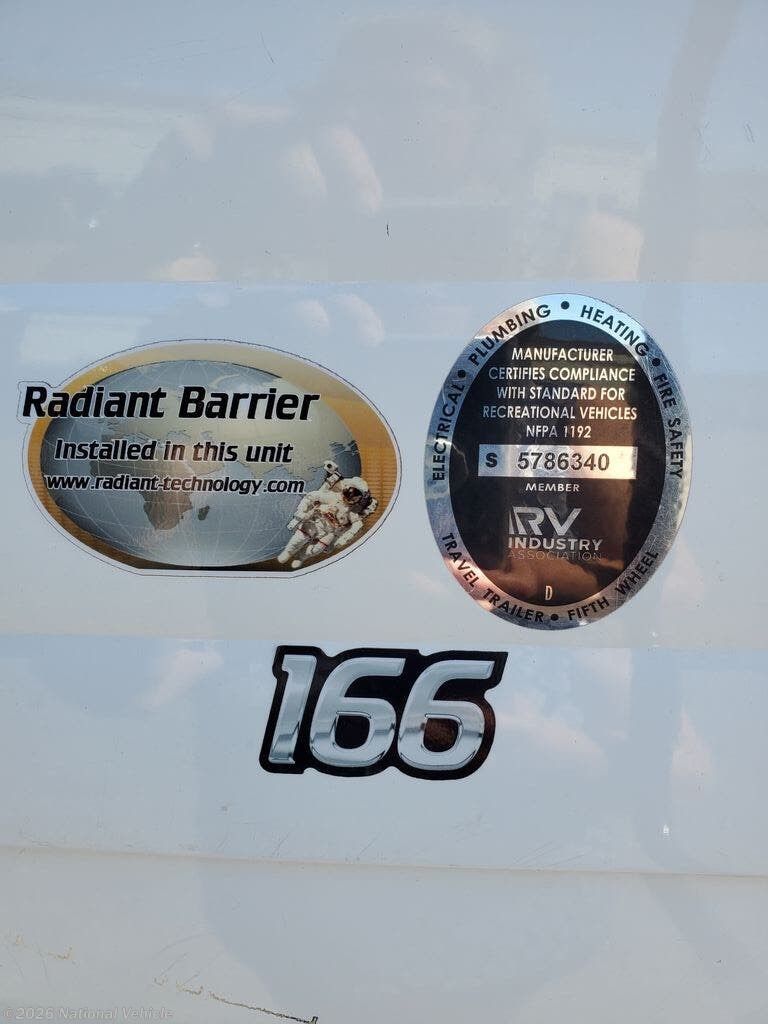 Radiant Barrier
Installed in this unit
www.radiant-technology.com
ELECTRICAL • PLUMBING • HEATING • FIRE SAFETY
MANUFACTURER
CERTIFIES COMPLIANCE
WITH STANDARD FOR
RECREATIONAL VEHICLES
NFPA 1192
S 5786340
MEMBER
RV
INDUSTRY
ASSOCIATION
D
TRAVEL TRAILER • FIFTH WHEEL
166
©2026 National Vehicle